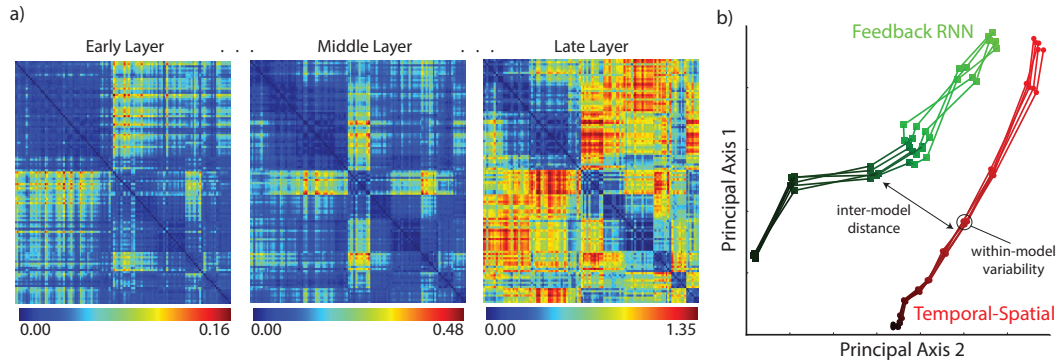 a)
Early Layer . . . Middle Layer . . . Late Layer
0.00 0.16
0.00 0.48
0.00 1.35
b)
Principal Axis 1
Feedback RNN
inter-model
distance
within-model
variability
Temporal-Spatial
Principal Axis 2